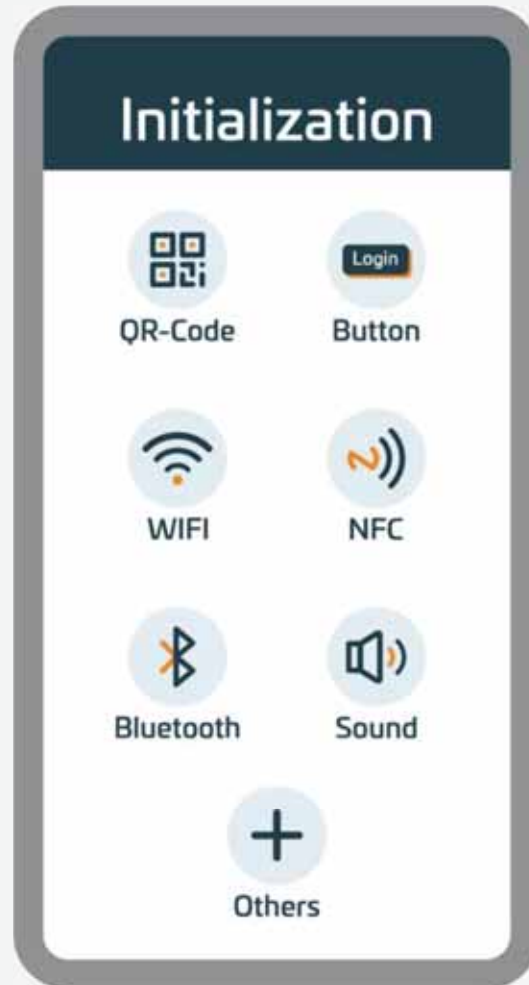 Initialization
Login
QR-Code
Button
WIFI
NFC
Bluetooth
Sound
Others